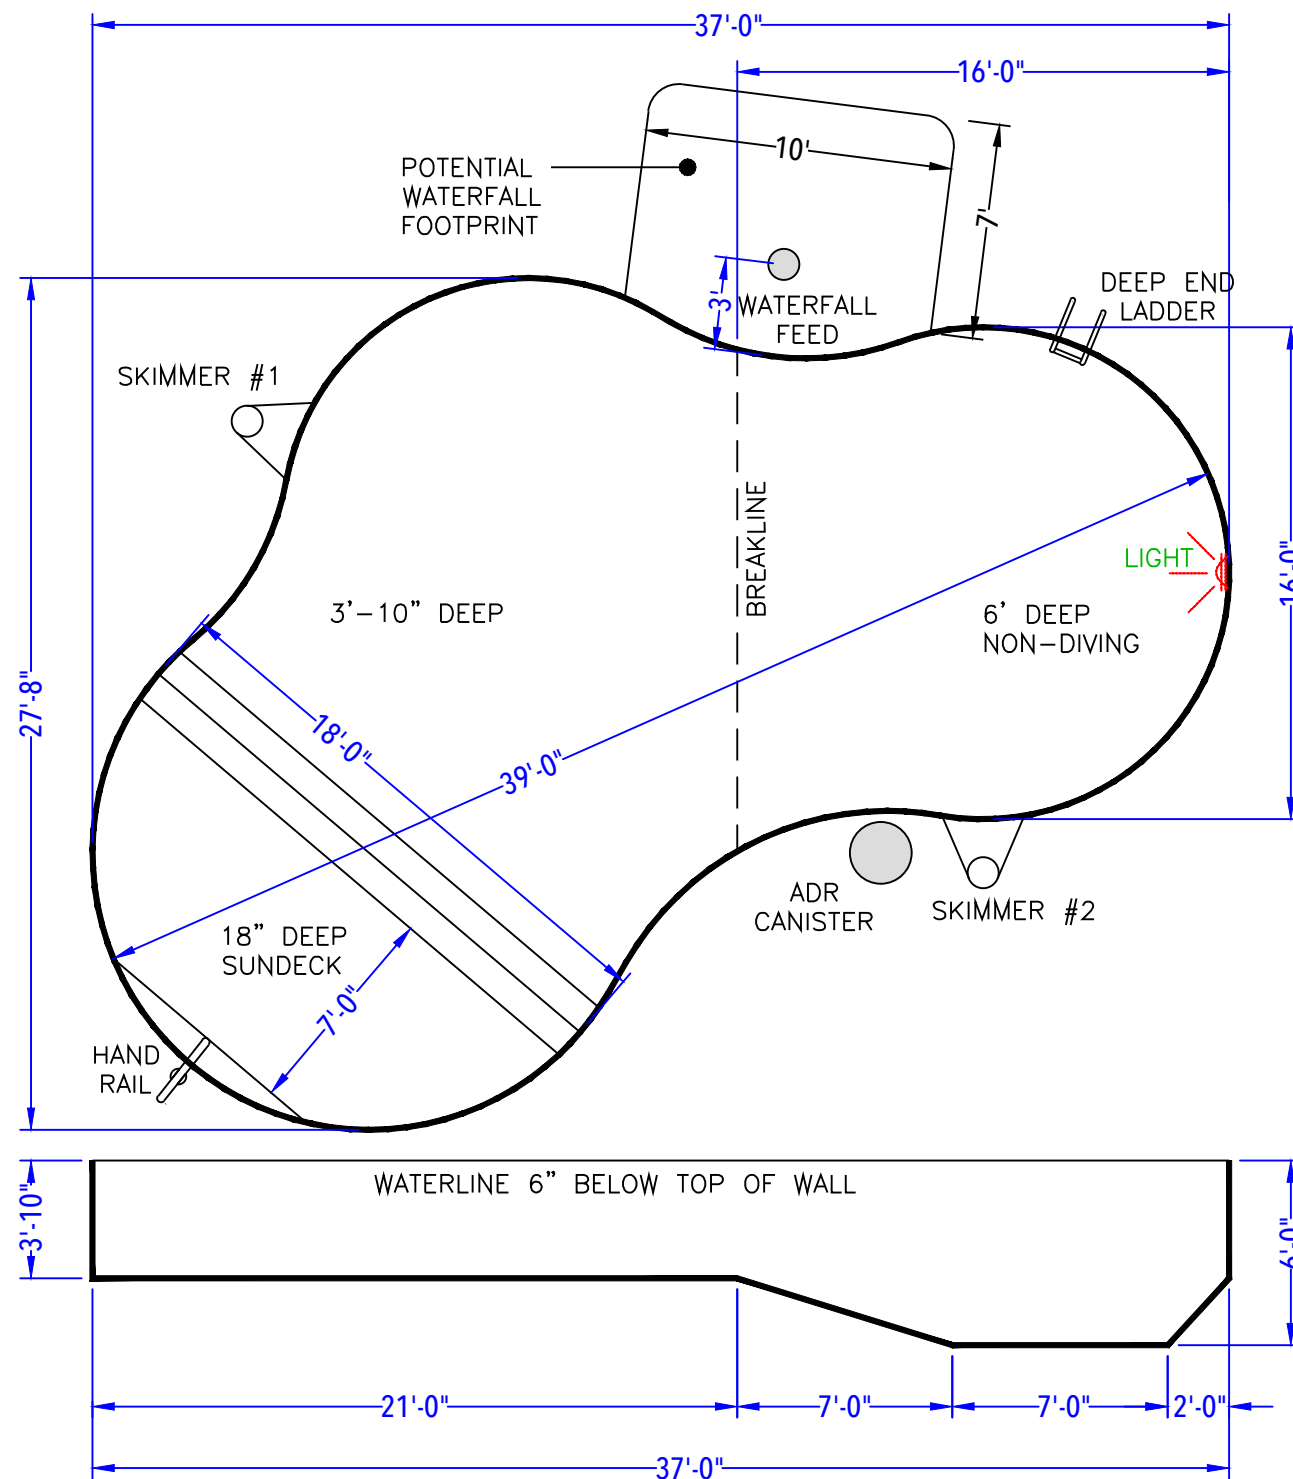 37'-0"
16'-0"
10'
7'
POTENTIAL
WATERFALL
FOOTPRINT
3'
WATERFALL
FEED
DEEP END
LADDER
SKIMMER #1
BREAKLINE
LIGHT
16'-0"
3'-10" DEEP
6' DEEP
NON-DIVING
27'-8"
18'-0"
39'-0"
ADR
CANISTER
SKIMMER #2
18" DEEP
SUNDECK
7'-0"
HAND
RAIL
WATERLINE 6" BELOW TOP OF WALL
3'-10"
6'-0"
21'-0"
7'-0"
7'-0"
2'-0"
37'-0"